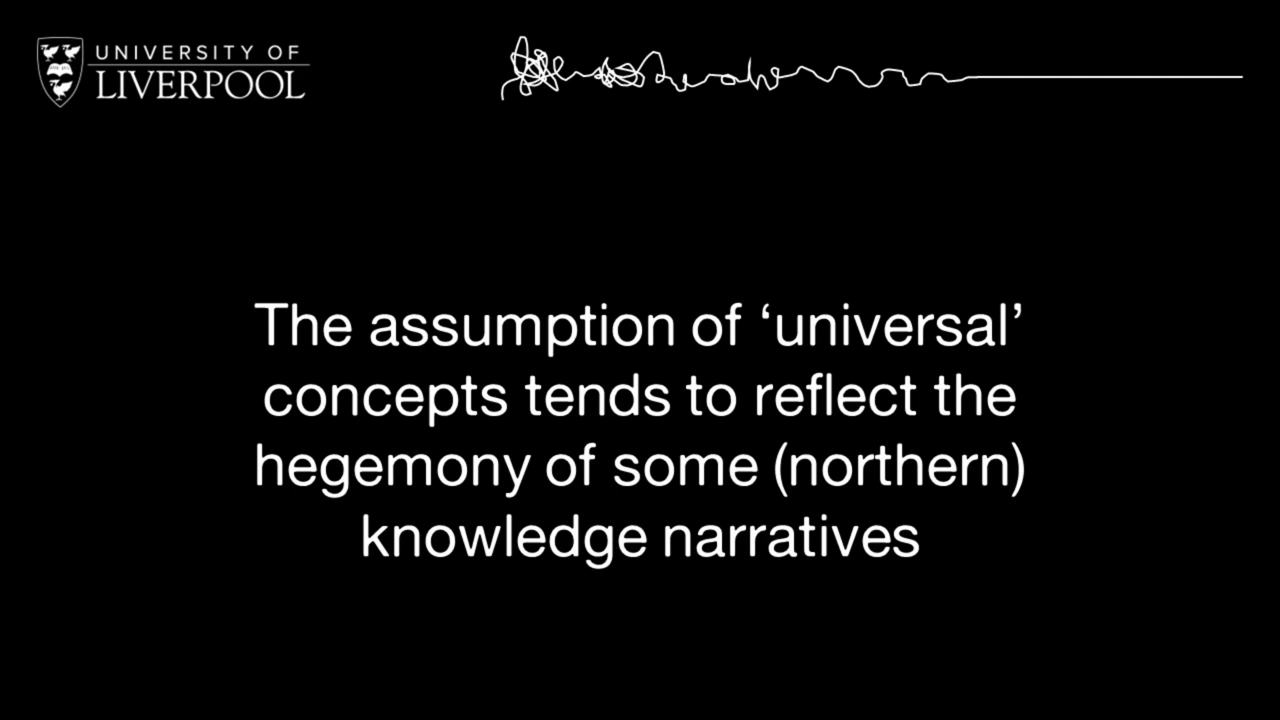 UNIVERSITY OF
LIVERPOOL
The assumption of ‘universal’
concepts tends to reflect the
hegemony of some (northern)
knowledge narratives